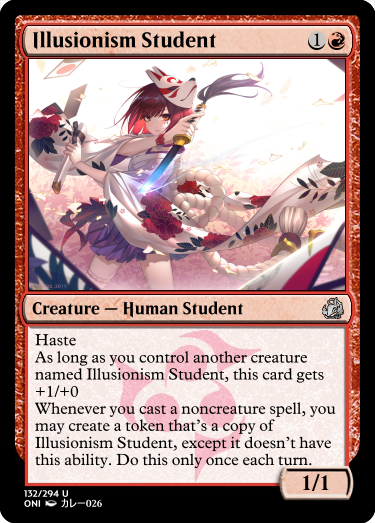 Illusionism Student 1
Creature — Human Student
Haste
As long as you control another creature
named Illusionism Student, this card gets
+1/+0
Whenever you cast a noncreature spell, you
may create a token that's a copy of
Illusionism Student, except it doesn't have
this ability. Do this only once each turn.
1/1
132/294 U
ONI カレー026